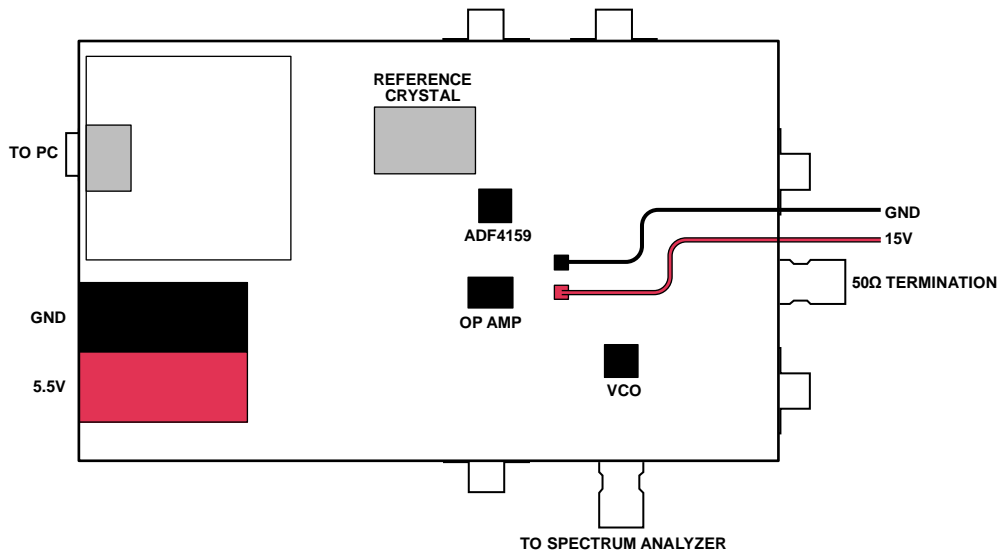 REFERENCE
CRYSTAL
TO PC
ADF4159
GND
15V
50Ω TERMINATION
OP AMP
GND
5.5V
VCO
TO SPECTRUM ANALYZER